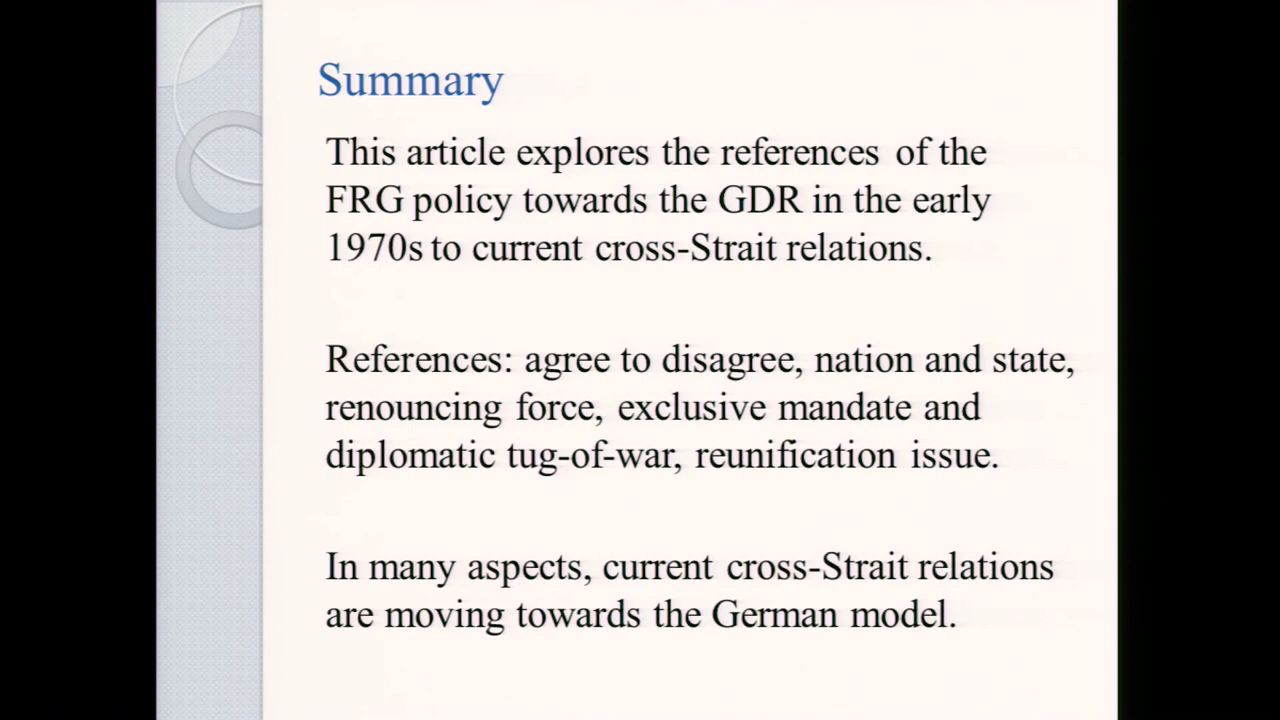 Summary
This article explores the references of the
FRG policy towards the GDR in the early
1970s to current cross-Strait relations.
References: agree to disagree, nation and state,
renouncing force, exclusive mandate and
diplomatic tug-of-war, reunification issue.
In many aspects, current cross-Strait relations
are moving towards the German model.